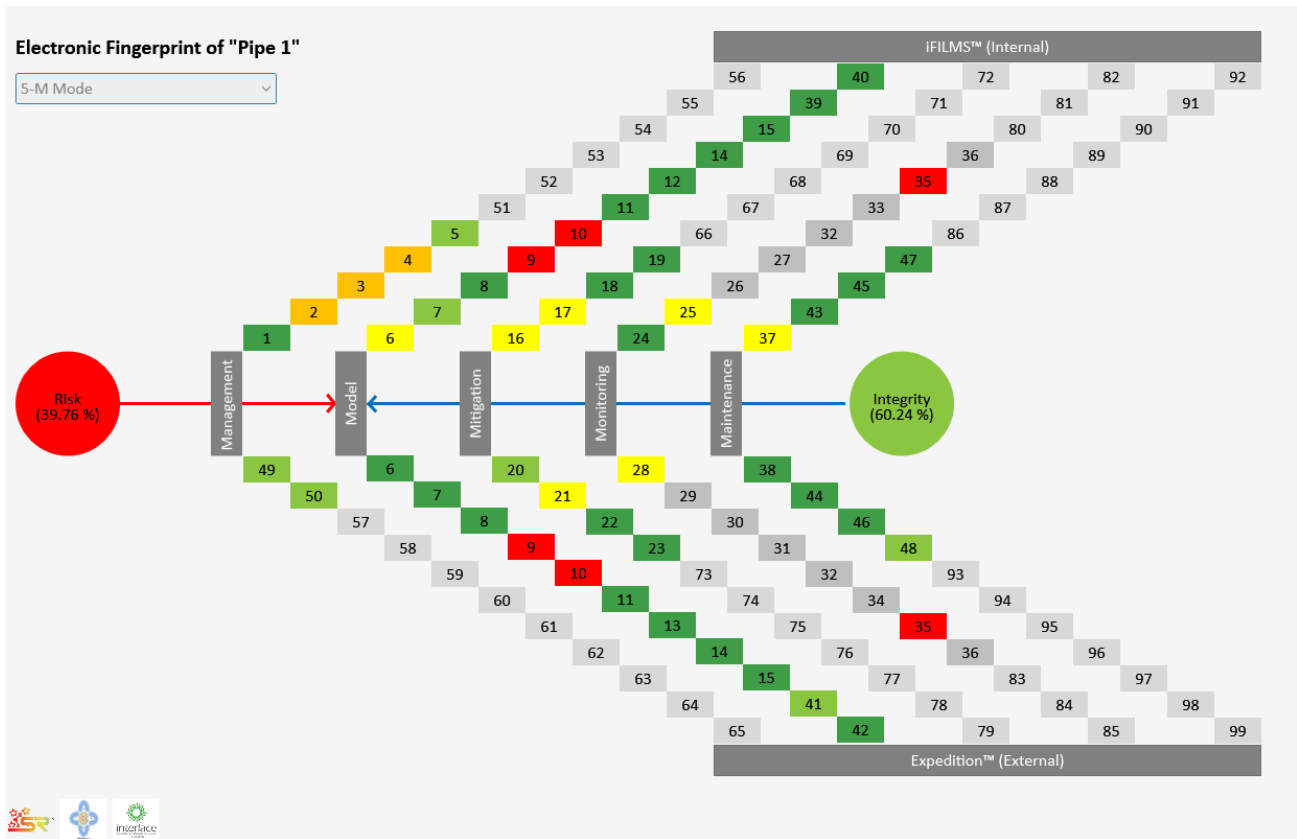 Electronic Fingerprint of "Pipe 1"
iFILMS™ (Internal)
5-M Mode
56 40 72 82 92
55 39 71 81 91
54 15 70 80 90
53 14 69 36 89
52 12 68 35 88
51 11 67 33 87
5 10 66 32 86
4 9 19 27 47
3 8 18 26 45
2 7 17 25 43
1 6 16 24 37
Risk
(39.76 %)
Management
Model
Mitigation
Monitoring
Maintenance
Integrity
(60.24 %)
49 6 20 28 38
50 7 21 29 44
57 8 22 30 46
58 9 23 31 48
59 10 73 32 93
60 11 74 34 94
61 13 75 35 95
62 14 76 36 96
63 15 77 83 97
64 41 78 84 98
65 42 79 85 99
Expedition™ (External)
SR
interface